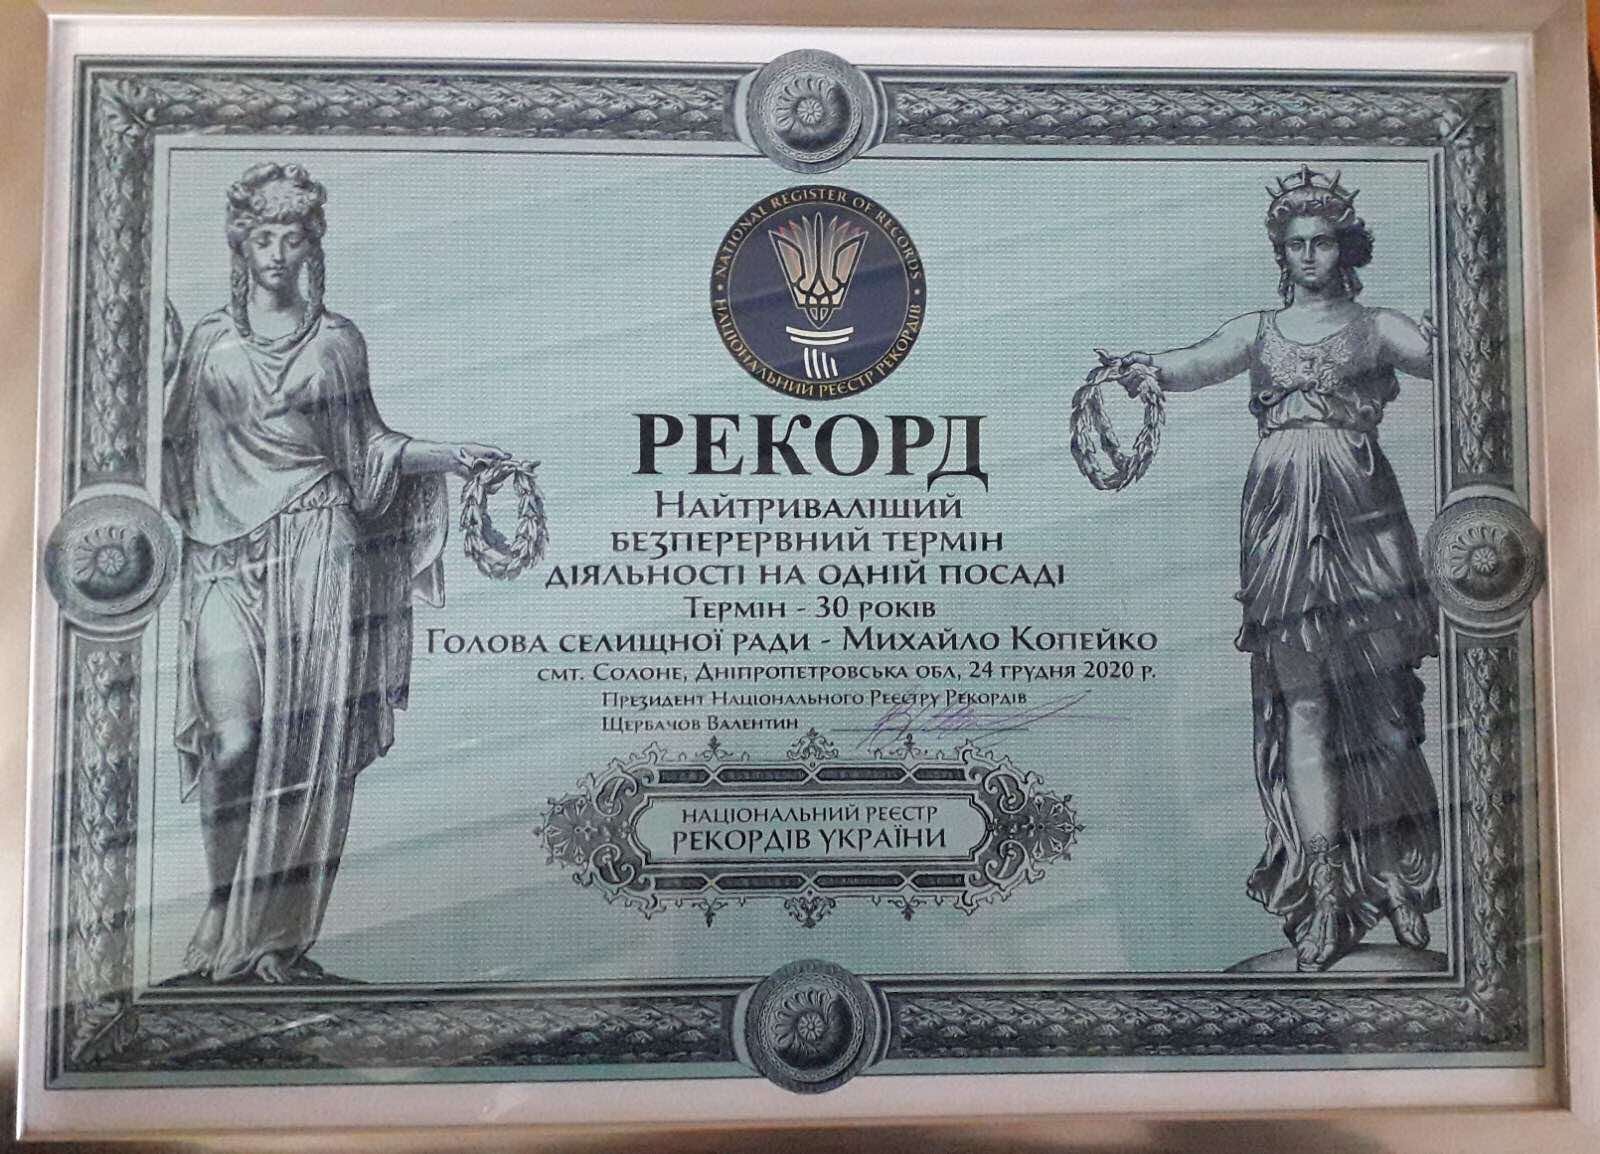 NATIONAL REGISTER OF RECORDS
НАЦІОНАЛЬНИЙ РЕЄСТР РЕКОРДІВ
РЕКОРД
Найтриваліший
безперервний термін
діяльності на одній посаді
Термін - 30 років
Голова селищної ради - Михайло Копейко
смт. Солоне, Дніпропетровська обл, 24 грудня 2020 р.
Президент Національного Реєстру Рекордів
Щербачов Валентин
НАЦІОНАЛЬНИЙ РЕЄСТР
РЕКОРДІВ УКРАЇНИ